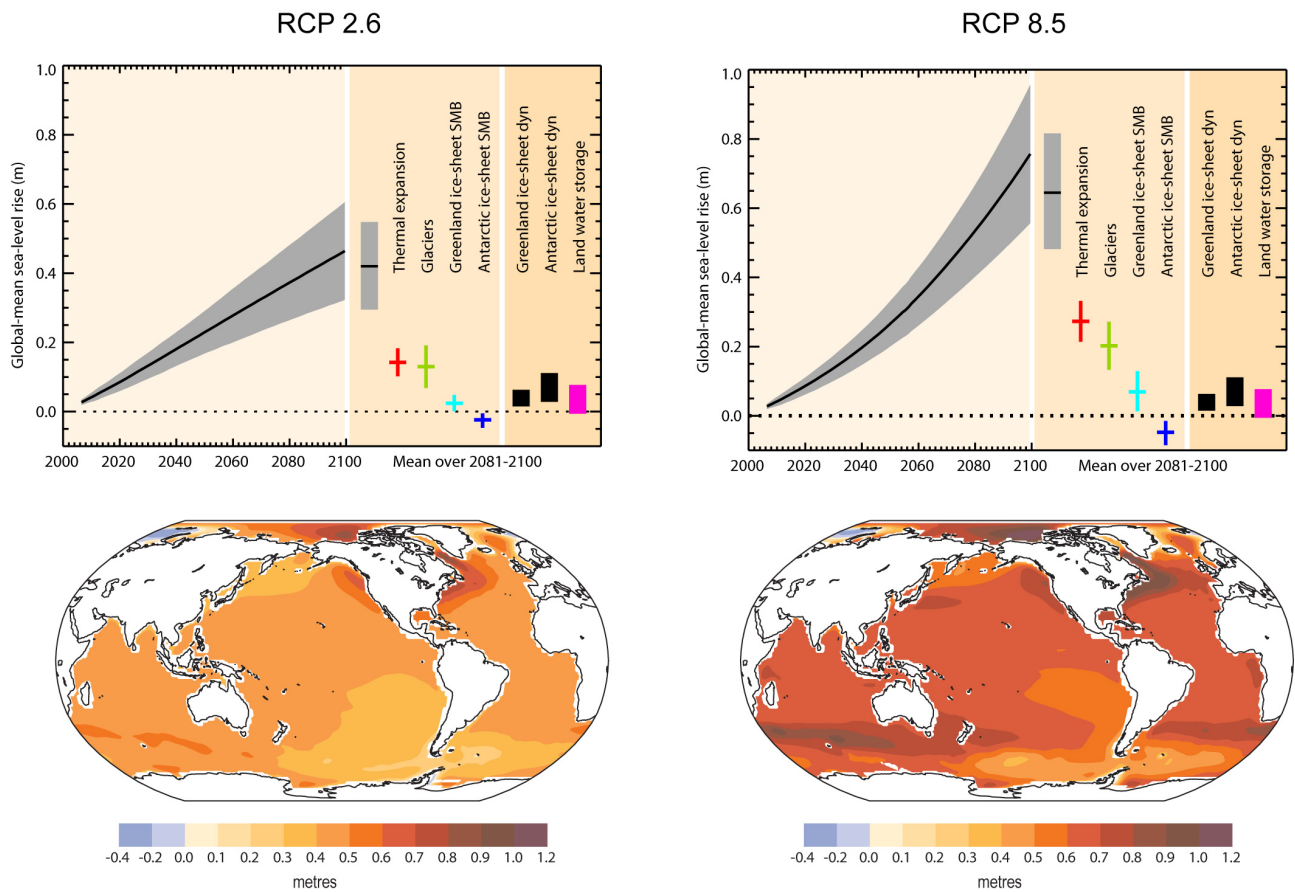 RCP 2.6
Global-mean sea-level rise (m)
1.0
0.8
0.6
0.4
0.2
0.0
Thermal expansion
Glaciers
Greenland ice-sheet SMB
Antarctic ice-sheet SMB
Greenland ice-sheet dyn
Antarctic ice-sheet dyn
Land water storage
2000 2020 2040 2060 2080 2100 Mean over 2081-2100
RCP 8.5
Global-mean sea-level rise (m)
1.0
0.8
0.6
0.4
0.2
0.0
Thermal expansion
Glaciers
Greenland ice-sheet SMB
Antarctic ice-sheet SMB
Greenland ice-sheet dyn
Antarctic ice-sheet dyn
Land water storage
2000 2020 2040 2060 2080 2100 Mean over 2081-2100
-0.4 -0.2 0.0 0.1 0.2 0.3 0.4 0.5 0.6 0.7 0.8 0.9 1.0 1.2
metres
-0.4 -0.2 0.0 0.1 0.2 0.3 0.4 0.5 0.6 0.7 0.8 0.9 1.0 1.2
metres